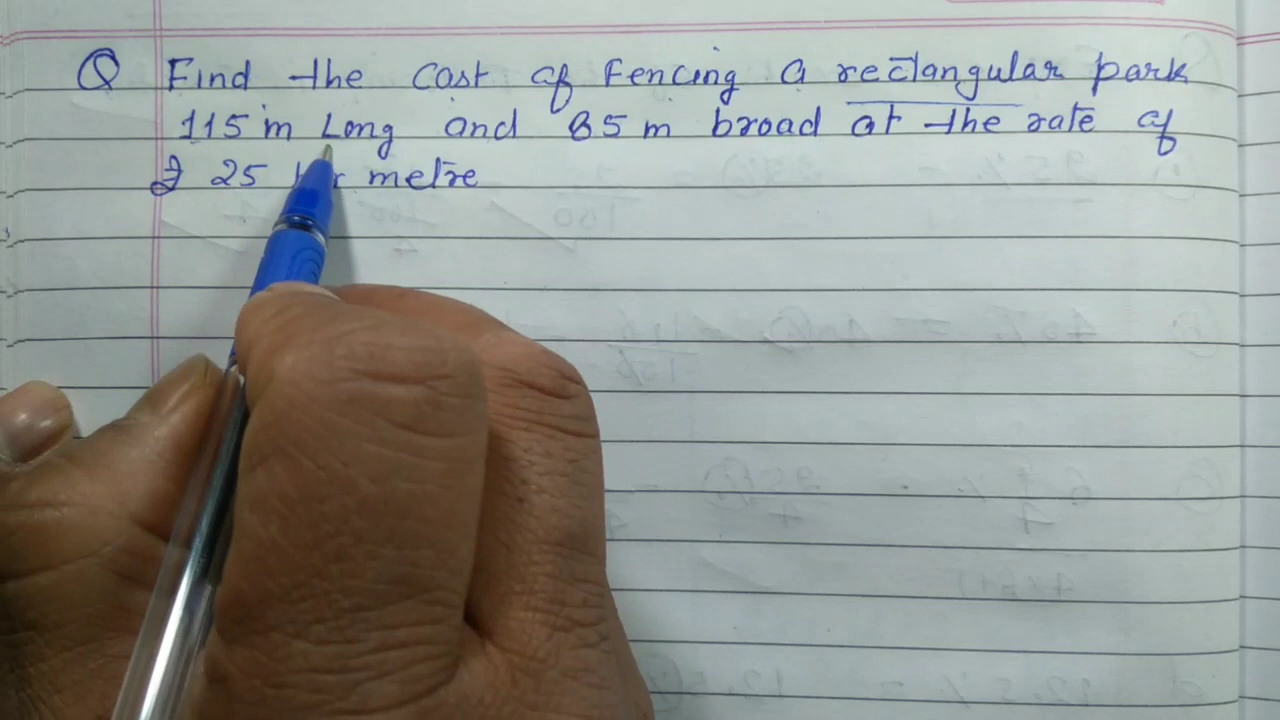 Q Find the cost of Fencing a rectangular park
115 m Long and 85 m broad at the rate of
₹ 25 metre